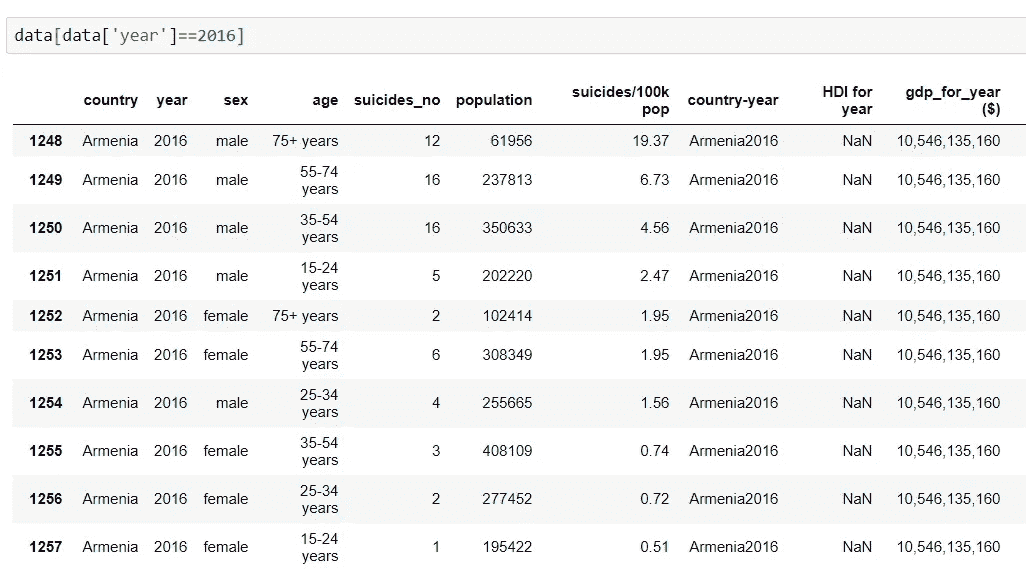 data[data['year']==2016]
country year sex age suicides_no population suicides/100k pop country-year HDI for year gdp_for_year ($)
1248 Armenia 2016 male 75+ years 12 61956 19.37 Armenia2016 NaN 10,546,135,160
1249 Armenia 2016 male 55-74 years 16 237813 6.73 Armenia2016 NaN 10,546,135,160
1250 Armenia 2016 male 35-54 years 16 350633 4.56 Armenia2016 NaN 10,546,135,160
1251 Armenia 2016 male 15-24 years 5 202220 2.47 Armenia2016 NaN 10,546,135,160
1252 Armenia 2016 female 75+ years 2 102414 1.95 Armenia2016 NaN 10,546,135,160
1253 Armenia 2016 female 55-74 years 6 308349 1.95 Armenia2016 NaN 10,546,135,160
1254 Armenia 2016 male 25-34 years 4 255665 1.56 Armenia2016 NaN 10,546,135,160
1255 Armenia 2016 female 35-54 years 3 408109 0.74 Armenia2016 NaN 10,546,135,160
1256 Armenia 2016 female 25-34 years 2 277452 0.72 Armenia2016 NaN 10,546,135,160
1257 Armenia 2016 female 15-24 years 1 195422 0.51 Armenia2016 NaN 10,546,135,160